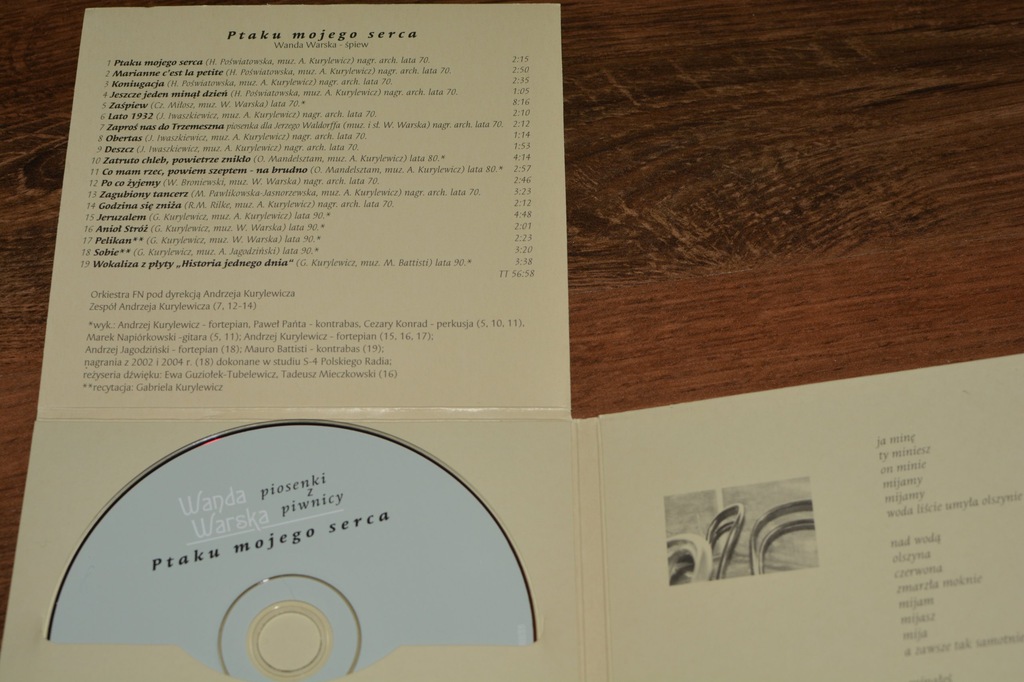 Ptaku mojego serca
Wanda Warska - śpiew
1 Ptaku mojego serca (H. Poświatowska, muz. A. Kurylewicz) nagr. arch. lata 70. 2:15
2 Marianne c'est la petite (H. Poświatowska, muz. A. Kurylewicz) nagr. arch. lata 70. 2:50
3 Koniugacja (H. Poświatowska, muz. A. Kurylewicz) nagr. arch. lata 70. 2:35
4 Jeszcze jeden minął dzień (H. Poświatowska, muz. A. Kurylewicz) nagr. arch. lata 70. 1:05
5 Zaśpiew (Cz. Miłosz, muz. W. Warska) lata 70.* 8:16
6 Lato 1932 (J. Iwaszkiewicz, muz. A. Kurylewicz) nagr. arch. lata 70. 2:10
7 Zaproś nas do Trzemeszna piosenka dla Jerzego Waldorffa (muz. i sł. W. Warska) nagr. arch. lata 70. 2:12
8 Obertas (J. Iwaszkiewicz, muz. A. Kurylewicz) nagr. arch. lata 70. 1:14
9 Deszcz (J. Iwaszkiewicz, muz. A. Kurylewicz) nagr. arch. lata 70. 1:53
10 Zatruto chleb, powietrze znikło (O. Mandelsztam, muz. A. Kurylewicz) lata 80.* 4:14
11 Co mam rzec, powiem szeptem - na brudno (O. Mandelsztam, muz. A. Kurylewicz) lata 80.* 2:57
12 Po co żyjemy (W. Broniewski, muz. W. Warska) nagr. arch. lata 70. 2:46
13 Zagubiony tancerz (M. Pawlikowska-Jasnorzewska, muz. A. Kurylewicz) nagr. arch. lata 70. 3:23
14 Godzina się zniża (R.M. Rilke, muz. A. Kurylewicz) nagr. arch. lata 70. 2:12
15 Jeruzalem (G. Kurylewicz, muz. A. Kurylewicz) lata 90.* 4:48
16 Anioł Stróż (G. Kurylewicz, muz. W. Warska) lata 90.* 2:01
17 Pelikan** (G. Kurylewicz, muz. W. Warska) lata 90.* 2:23
18 Sobie** (G. Kurylewicz, muz. A. Jagodziński) lata 90.* 3:20
19 Wokaliza z płyty „Historia jednego dnia" (G. Kurylewicz, muz. M. Battisti) lata 90.* 3:38
TT 56:58
Orkiestra FN pod dyrekcją Andrzeja Kurylewicza
Zespół Andrzeja Kurylewicza (7, 12-14)
*wyk.: Andrzej Kurylewicz - fortepian, Paweł Pańta - kontrabas, Cezary Konrad - perkusja (5, 10, 11),
Marek Napiórkowski -gitara (5, 11); Andrzej Kurylewicz - fortepian (15, 16, 17);
Andrzej Jagodziński - fortepian (18); Mauro Battisti - kontrabas (19);
nagrania z 2002 i 2004 r. (18) dokonane w studiu S-4 Polskiego Radia;
reżyseria dźwięku: Ewa Guziołek-Tubelewicz, Tadeusz Mieczkowski (16)
**recytacja: Gabriela Kurylewicz
Wanda
Warska
piosenki
z
piwnicy
Ptaku mojego serca
ja minę
ty miniesz
on minie
mijamy
mijamy
woda liście umyła olszynie
nad wodą
olszyna
czerwona
zmarzła moknie
mijam
mijasz
mija
a zawsze tak samotnie